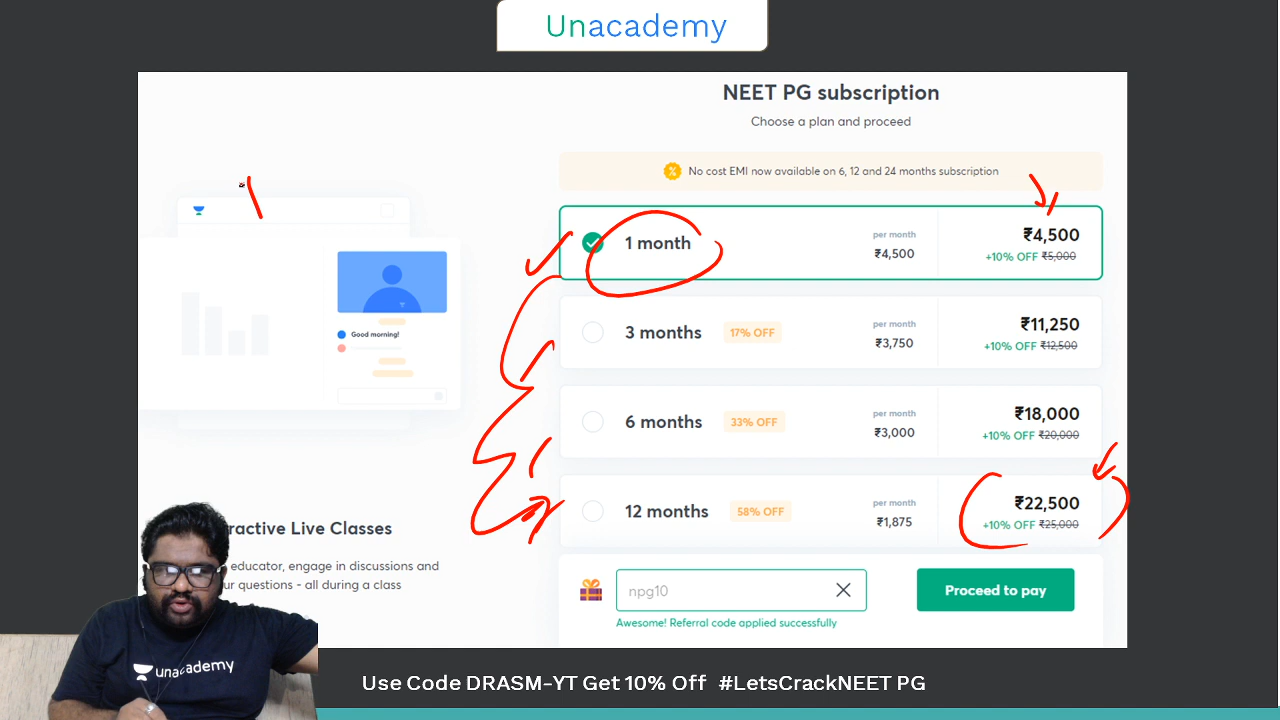 Unacademy
NEET PG subscription
Choose a plan and proceed
No cost EMI now available on 6, 12 and 24 months subscription
1 month
per month
₹4,500
₹4,500
+10% OFF ₹5,000
3 months 17% OFF
per month
₹3,750
₹11,250
+10% OFF ₹12,500
6 months 33% OFF
per month
₹3,000
₹18,000
+10% OFF ₹20,000
12 months 58% OFF
per month
₹1,875
₹22,500
+10% OFF ₹25,000
npg10
Awesome! Referral code applied successfully
Proceed to pay
Good morning!
ractive Live Classes
educator, engage in discussions and
ur questions - all during a class
unacademy
Use Code DRASM-YT Get 10% Off #LetsCrackNEET PG